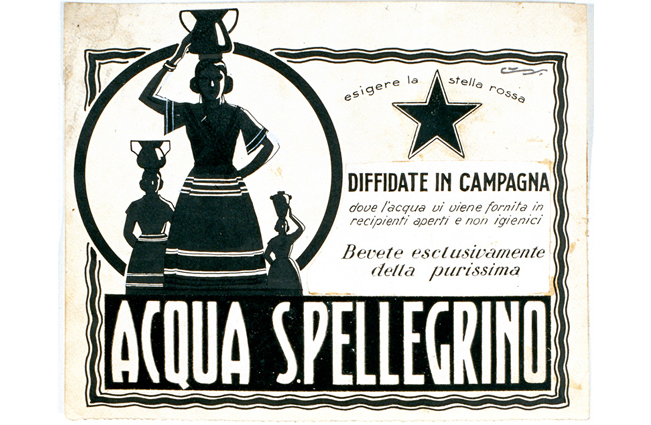 esigere la stella rossa
DIFFIDATE IN CAMPAGNA
dove l'acqua vi viene fornita in
recipienti aperti e non igienici
Bevete esclusivamente
della purissima
ACQUA S.PELLEGRINO